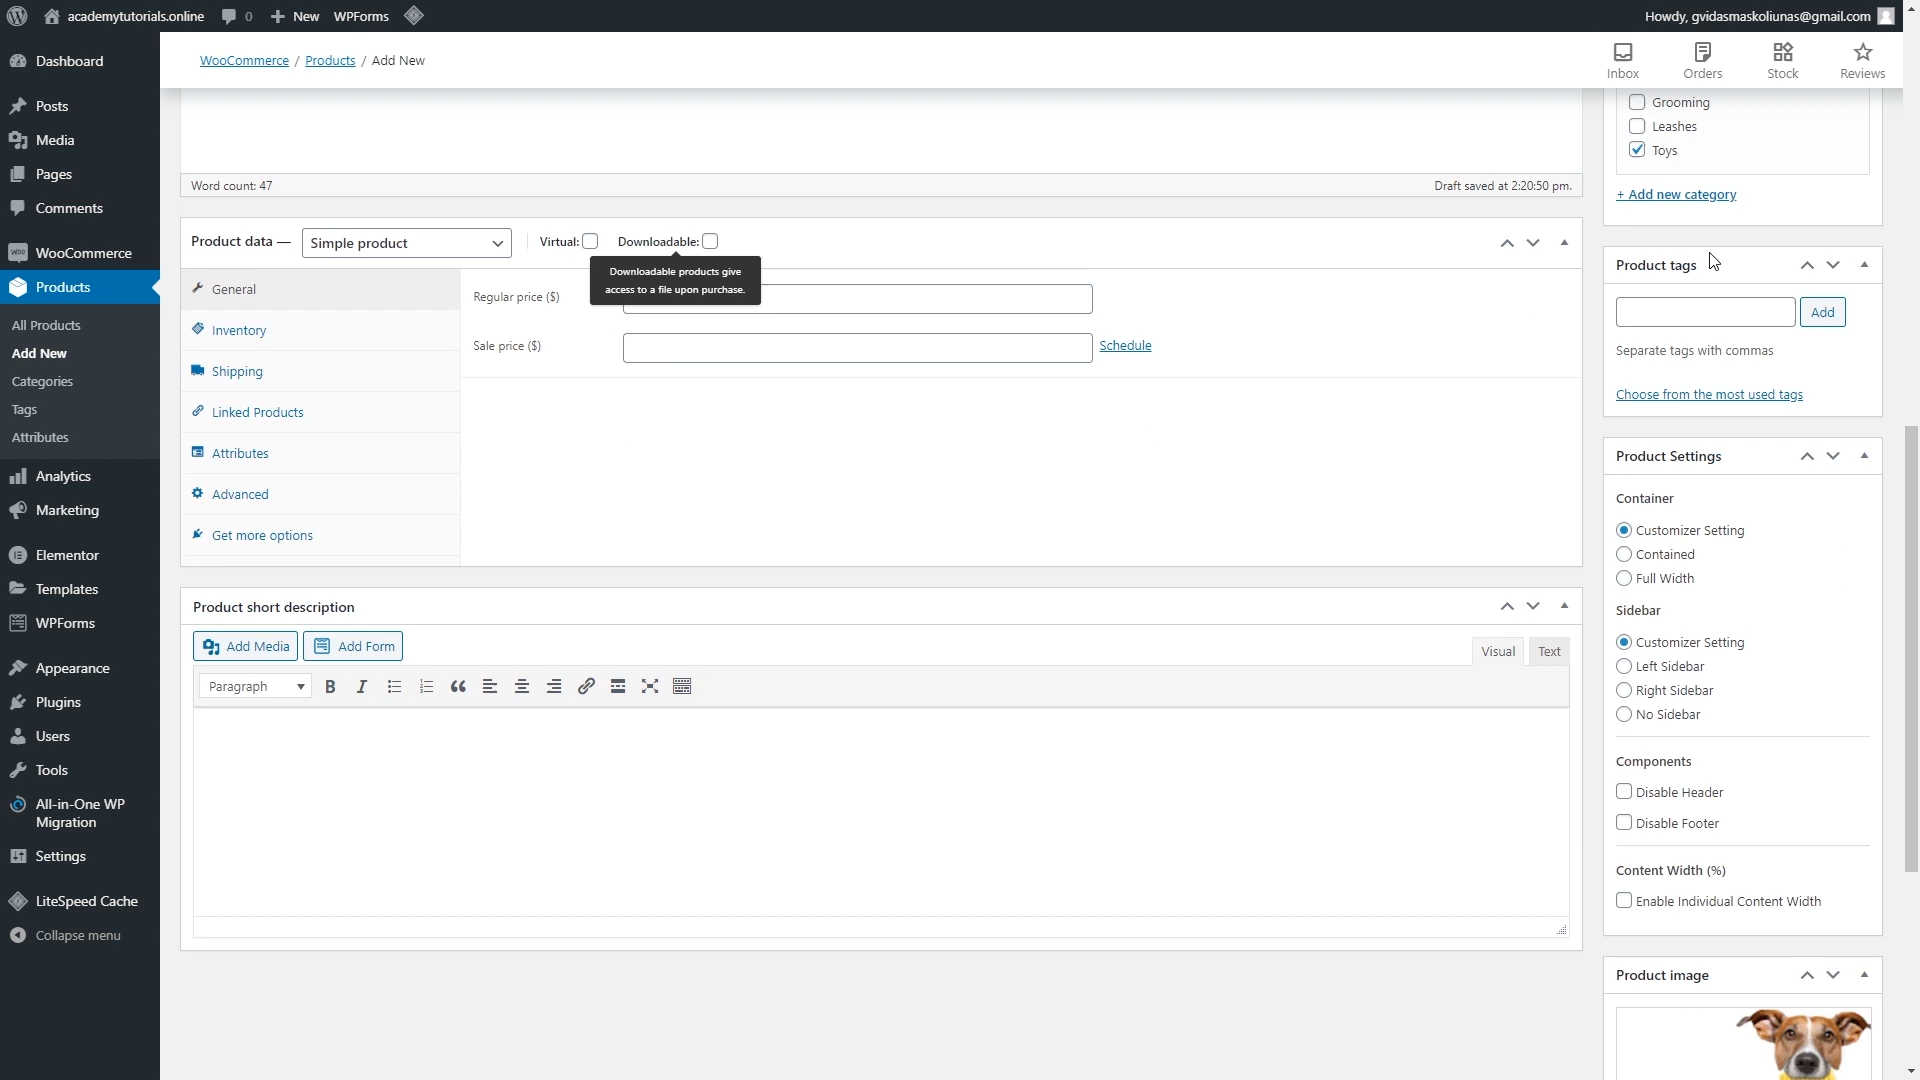 academytutorials.online 0 New WPForms Howdy, gvidasmaskoliunas@gmail.com
WooCommerce / Products / Add New
Inbox Orders Stock Reviews
Dashboard
Posts
Media
Pages
Comments
WooCommerce
Products
All Products
Add New
Categories
Tags
Attributes
Analytics
Marketing
Elementor
Templates
WPForms
Appearance
Plugins
Users
Tools
All-in-One WP
Migration
Settings
LiteSpeed Cache
Collapse menu
Word count: 47 Draft saved at 2:20:50 pm.
Product data — Simple product Virtual: Downloadable:
Downloadable products give
access to a file upon purchase.
General
Inventory
Shipping
Linked Products
Attributes
Advanced
Get more options
Regular price ($)
Sale price ($) Schedule
Product short description
Add Media Add Form Visual Text
Paragraph B I
Grooming
Leashes
Toys
+ Add new category
Product tags
Add
Separate tags with commas
Choose from the most used tags
Product Settings
Container
Customizer Setting
Contained
Full Width
Sidebar
Customizer Setting
Left Sidebar
Right Sidebar
No Sidebar
Components
Disable Header
Disable Footer
Content Width (%)
Enable Individual Content Width
Product image